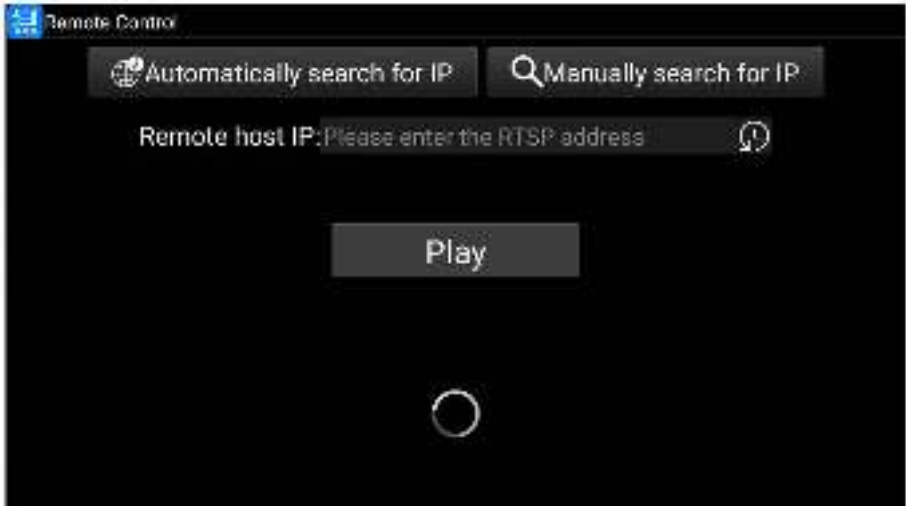 Remote Control
Automatically search for IP
Manually search for IP
Remote host IP: Please enter the RTSP address
Play